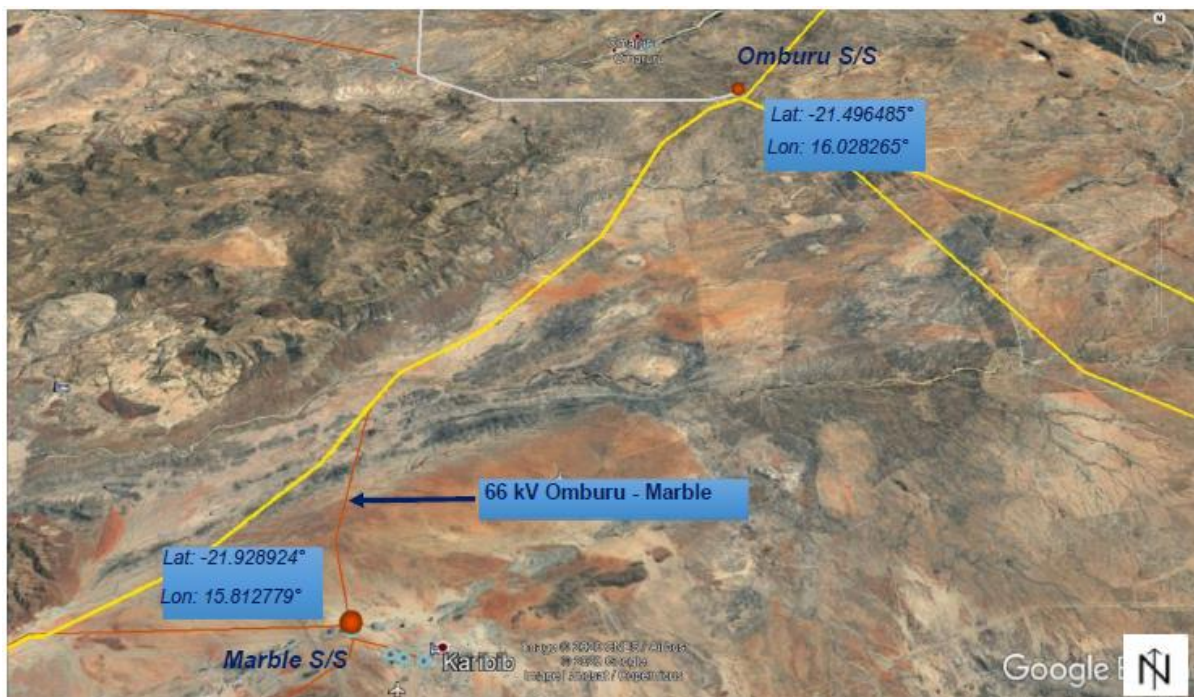 N
Omaruru
Omburu S/S
Lat: -21.496485°
Lon: 16.028265°
66 kV Omburu - Marble
Lat: -21.928924°
Lon: 15.812779°
Marble S/S
Karibib
Google
N